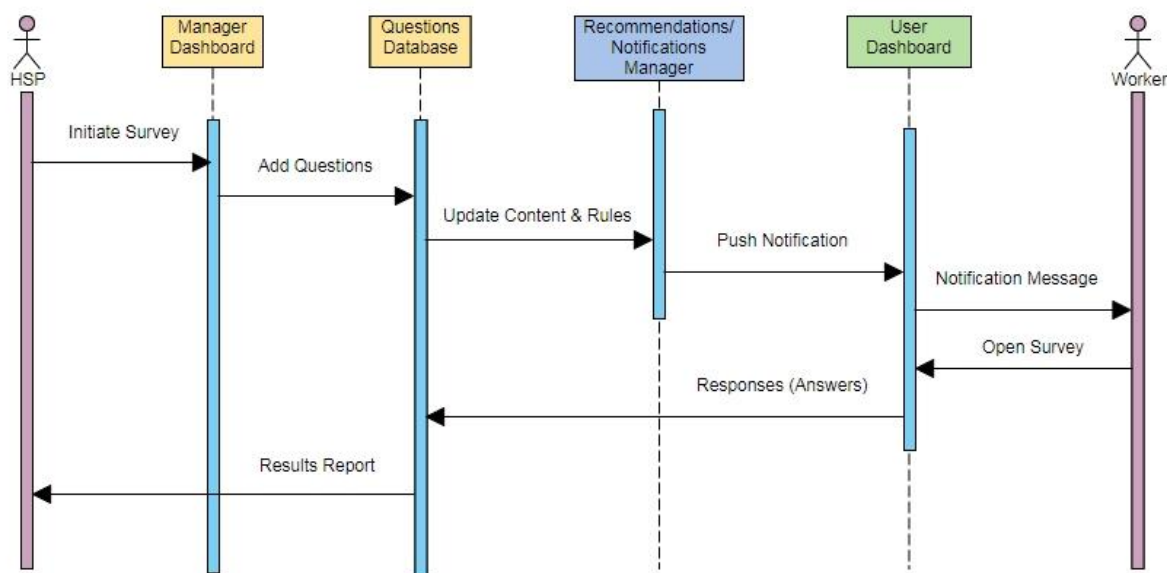 HSP
Manager
Dashboard
Questions
Database
Recommendations/
Notifications
Manager
User
Dashboard
Worker
Initiate Survey
Add Questions
Update Content & Rules
Push Notification
Notification Message
Open Survey
Responses (Answers)
Results Report